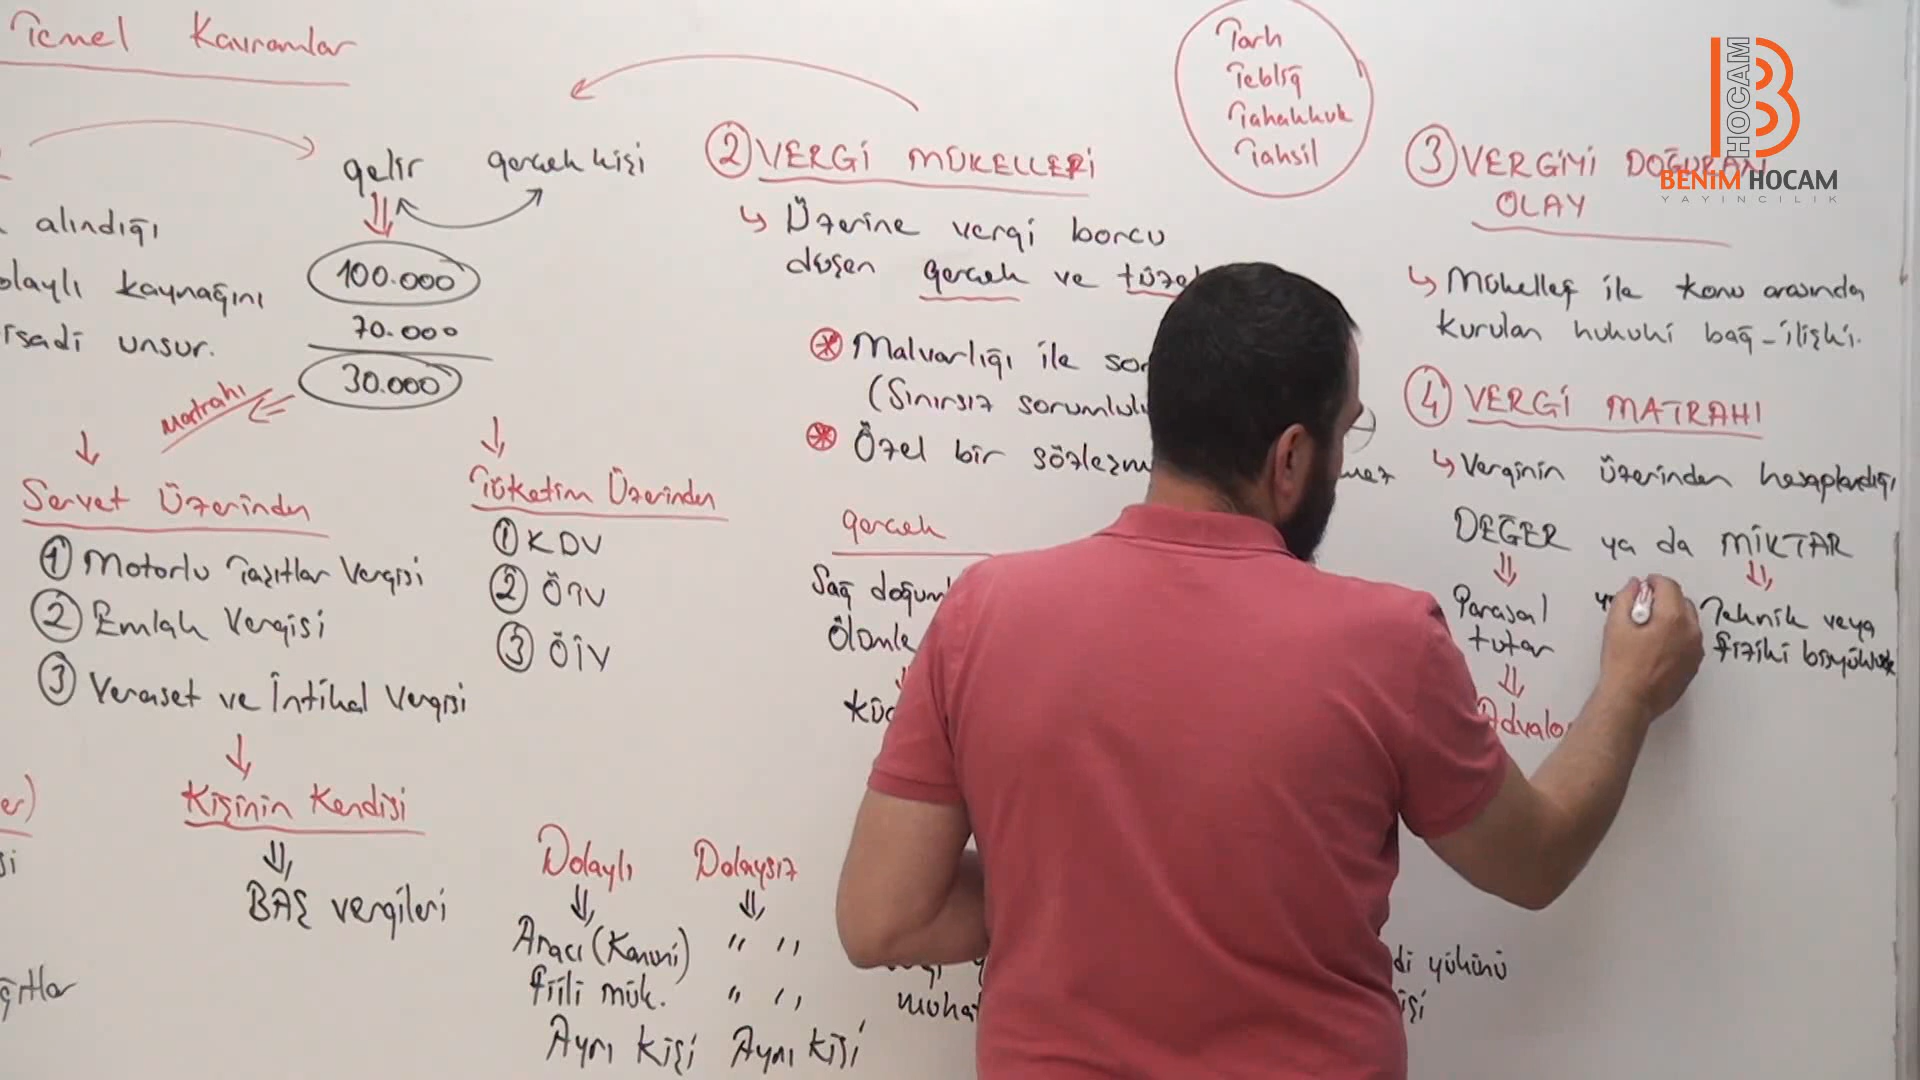 Temel Kavramlar
alındığı
dolaylı kaynağını
unsur.
gelir
gerçek kişi
100.000
70.000
30.000
Matrahı
Servet Üzerinden
① Motorlu Taşıtlar Vergisi
② Emlak Vergisi
③ Veraset ve İntikal Vergisi
Kişinin Kendisi
BAŞ vergileri
Tüketim Üzerinden
① KDV
② ÖTV
③ ÖİV
Dolaylı
Aracı (Kanuni)
fiili mük.
Ayrı kişi
Dolaysız
" "
" "
Aynı kişi
② VERGİ MÜKELLEFİ
Üzerine vergi borcu
düşen gerçek ve tüzel
Malvarlığı ile
(Sınırsız
Özel bir
gerçek
Sağ
Tarh
Tebliğ
Tahakkuk
Tahsil
③ VERGİYİ DOĞURAN
OLAY
Mükellef ile konu arasında
kurulan hukuki bağ-ilişki.
④ VERGİ MATRAHI
Verginin üzerinden hesaplandığı
DEĞER ya da MİKTAR
Parasal
tutar
Teknik veya
fiziki
yükünü
HOCAM
B
BENİM HOCAM
YAYINCILIK